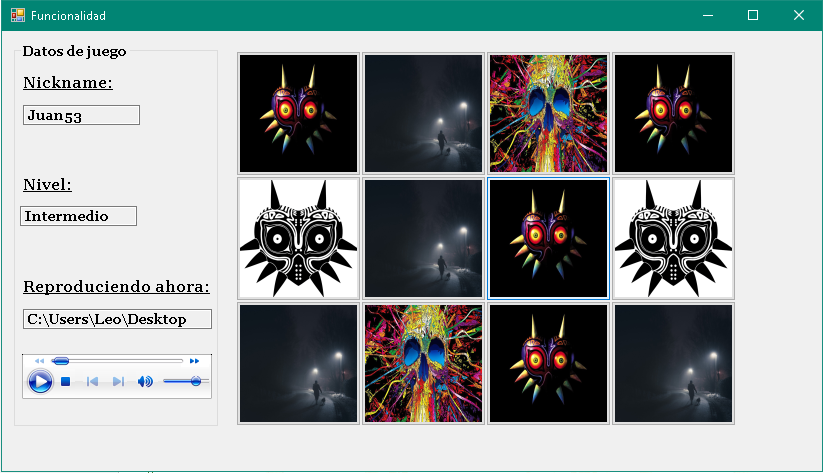 Funcionalidad
Datos de juego
Nickname:
Juan53
Nivel:
Intermedio
Reproduciendo ahora:
C:\Users\Leo\Desktop